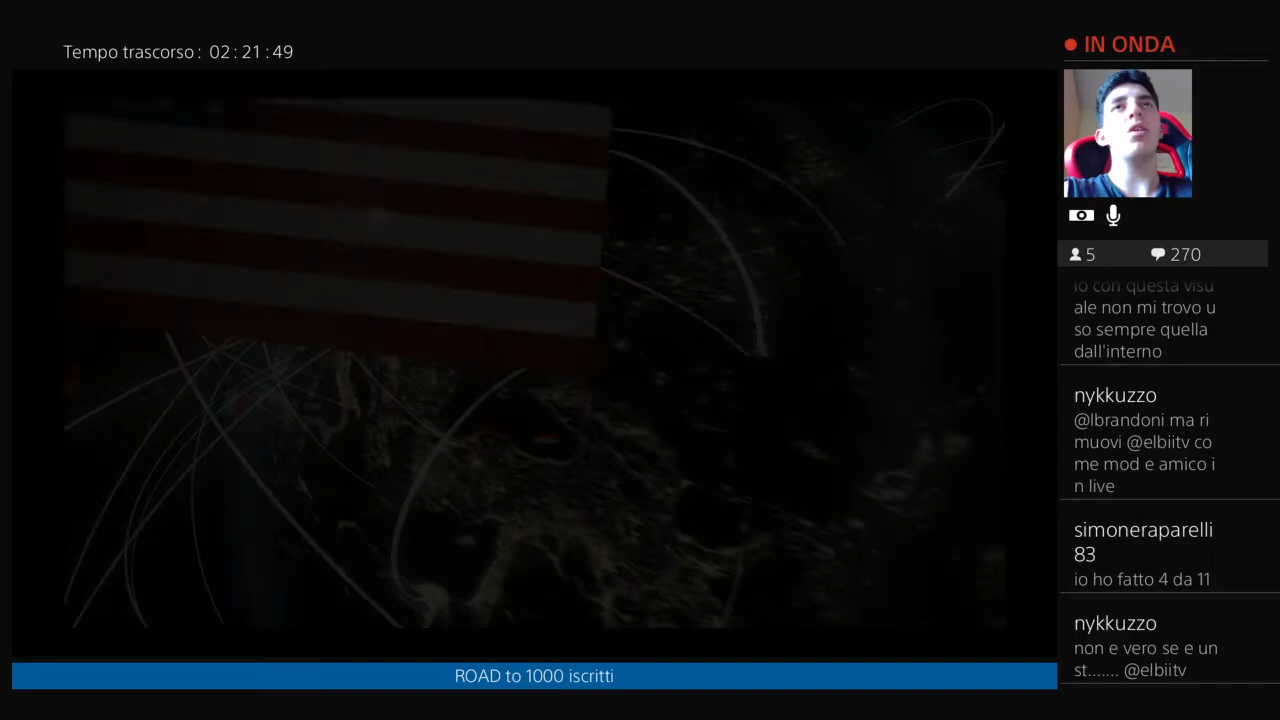 Tempo trascorso : 02 : 21 : 49
IN ONDA
5
270
io con questa visu
ale non mi trovo u
so sempre quella
dall'interno
nykkuzzo
@lbrandoni ma ri
muovi @elbiitv co
me mod e amico i
n live
simoneraparelli
83
io ho fatto 4 da 11
nykkuzzo
non e vero se e un
st....... @elbiitv
ROAD to 1000 iscritti